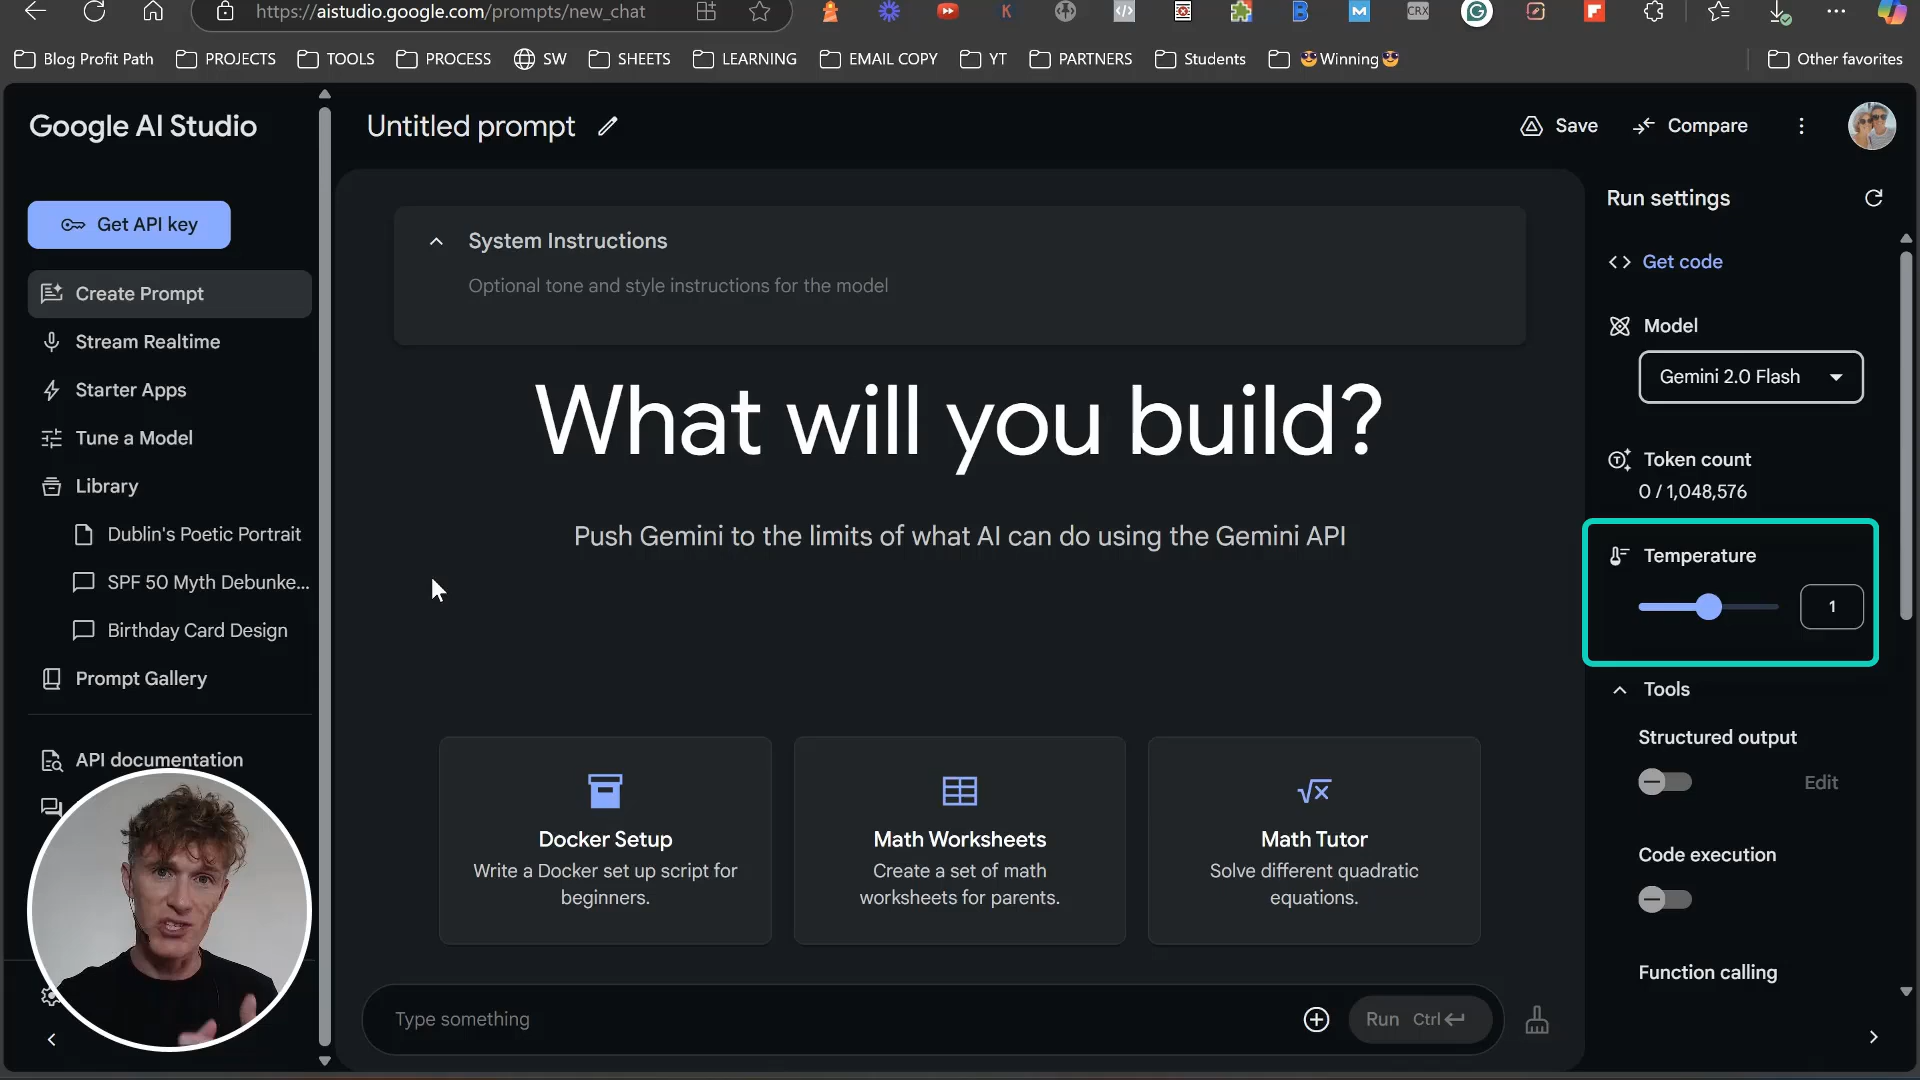 https://aistudio.google.com/prompts/new_chat
CRX
Blog Profit Path
PROJECTS
TOOLS
PROCESS
SW
SHEETS
LEARNING
EMAIL COPY
YT
PARTNERS
Students
🥸Winning🥸
Other favorites
Google AI Studio
Get API key
Create Prompt
Stream Realtime
Starter Apps
Tune a Model
Library
Dublin's Poetic Portrait
SPF 50 Myth Debunke...
Birthday Card Design
Prompt Gallery
API documentation
Untitled prompt
Save
Compare
System Instructions
Optional tone and style instructions for the model
What will you build?
Push Gemini to the limits of what AI can do using the Gemini API
Docker Setup
Write a Docker set up script for
beginners.
Math Worksheets
Create a set of math
worksheets for parents.
√x
Math Tutor
Solve different quadratic
equations.
Type something
Run Ctrl
Run settings
Get code
Model
Gemini 2.0 Flash
Token count
0 / 1,048,576
Temperature
1
Tools
Structured output
Edit
Code execution
Function calling